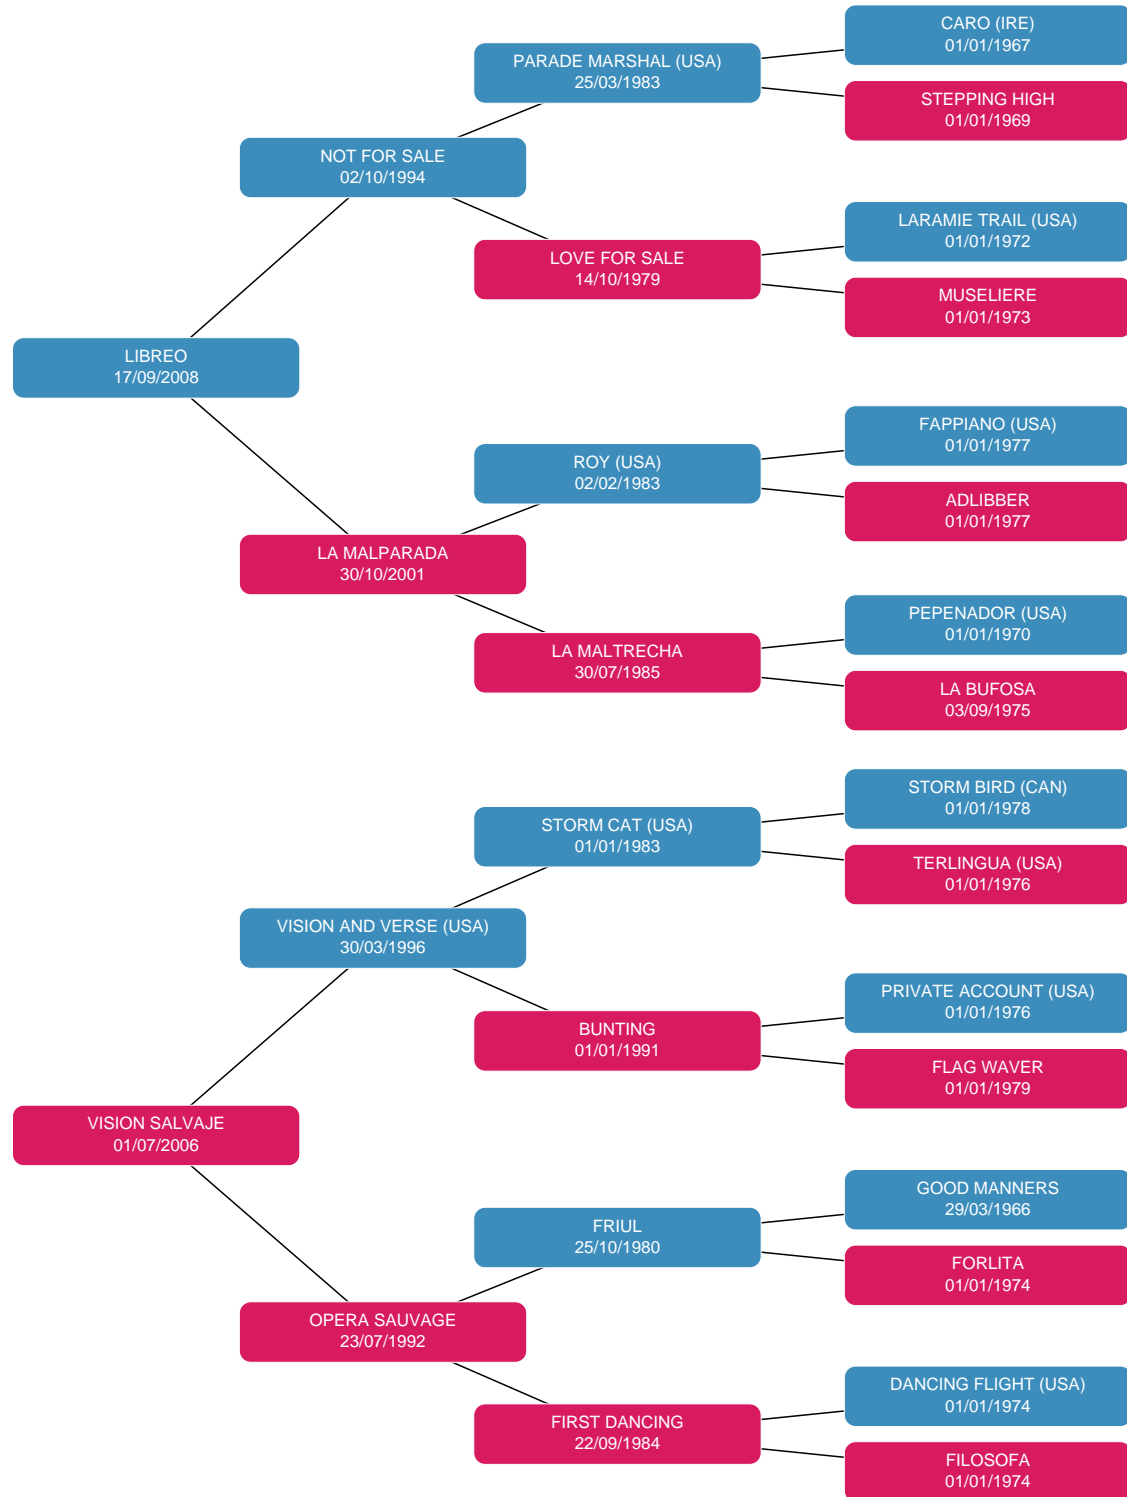 CARO (IRE)
01/01/1967
PARADE MARSHAL (USA)
25/03/1983
STEPPING HIGH
01/01/1969
NOT FOR SALE
02/10/1994
LARAMIE TRAIL (USA)
01/01/1972
LOVE FOR SALE
14/10/1979
MUSELIERE
01/01/1973
LIBREO
17/09/2008
FAPPIANO (USA)
01/01/1977
ROY (USA)
02/02/1983
ADLIBBER
01/01/1977
LA MALPARADA
30/10/2001
PEPENADOR (USA)
01/01/1970
LA MALTRECHA
30/07/1985
LA BUFOSA
03/09/1975
STORM BIRD (CAN)
01/01/1978
STORM CAT (USA)
01/01/1983
TERLINGUA (USA)
01/01/1976
VISION AND VERSE (USA)
30/03/1996
PRIVATE ACCOUNT (USA)
01/01/1976
BUNTING
01/01/1991
FLAG WAVER
01/01/1979
VISION SALVAJE
01/07/2006
GOOD MANNERS
29/03/1966
FRIUL
25/10/1980
FORLITA
01/01/1974
OPERA SAUVAGE
23/07/1992
DANCING FLIGHT (USA)
01/01/1974
FIRST DANCING
22/09/1984
FILOSOFA
01/01/1974